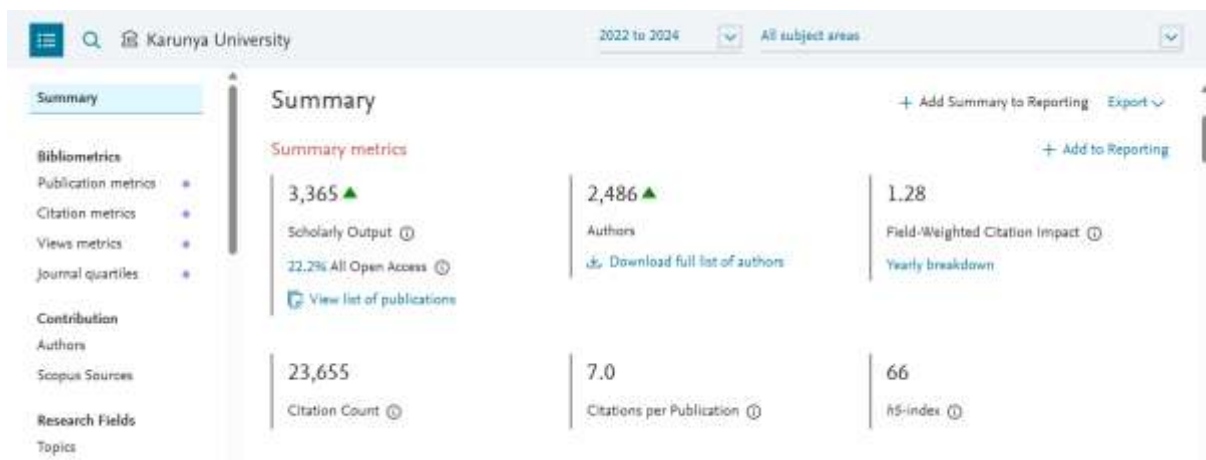 Karunya University
2022 to 2024
All subject areas
Summary
Bibliometrics
Publication metrics
Citation metrics
Views metrics
Journal quartiles
Contribution
Authors
Scopus Sources
Research Fields
Topics
Summary
+ Add Summary to Reporting Export
Summary metrics
+ Add to Reporting
3,365
Scholarly Output
22.2% All Open Access
View list of publications
2,486
Authors
Download full list of authors
1.28
Field-Weighted Citation Impact
Yearly breakdown
23,655
Citation Count
7.0
Citations per Publication
66
h5-index